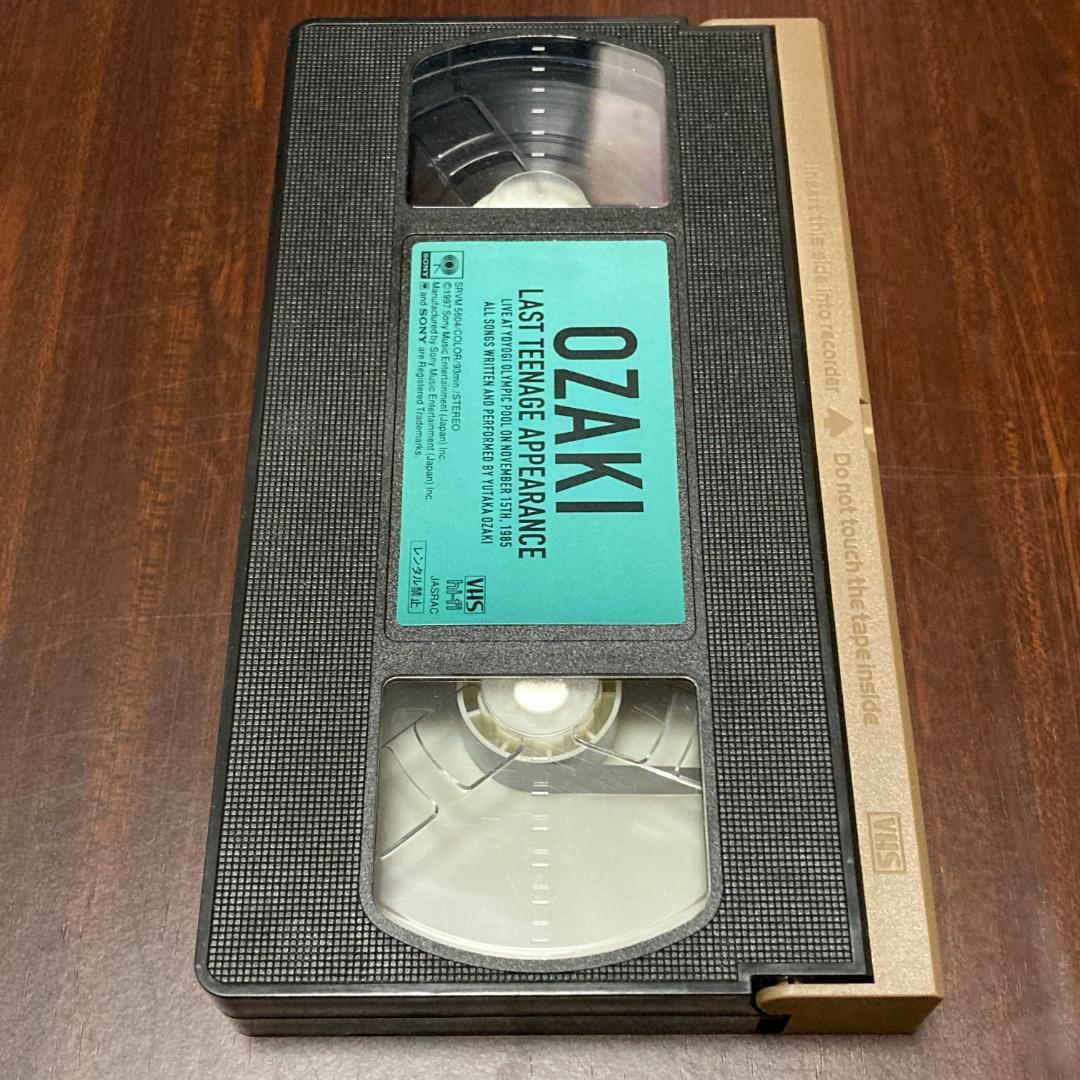 OZAKI
LAST TEENAGE APPEARANCE
LIVE AT YOYOGI OLYMPIC POOL ON NOVEMBER 15TH, 1985
ALL SONGS WRITTEN AND PERFORMED BY YUTAKA OZAKI
SONY
SRVM 5604/COLOR/93min./STEREO
©1997 Sony Music Entertainment (Japan) Inc.
Manufactured by Sony Music Entertainment (Japan) Inc.
and SONY are Registered Trademarks.
VHS
hi-fi
JASRAC
レンタル禁止
Insert this side into recorder
Do not touch the tape inside
VHS